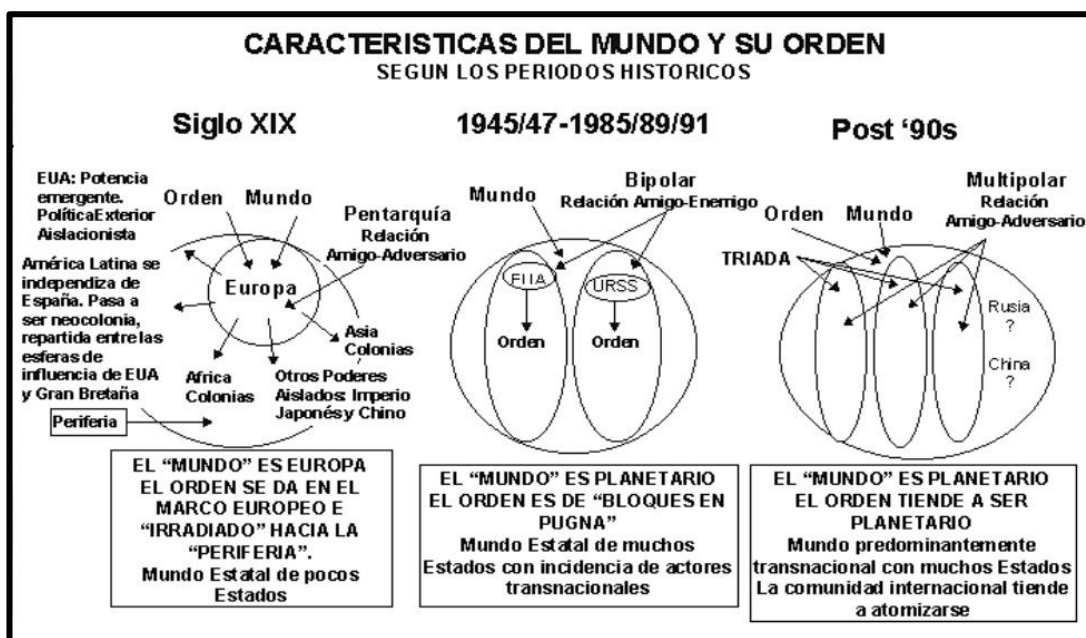 CARACTERISTICAS DEL MUNDO Y SU ORDEN
SEGUN LOS PERIODOS HISTORICOS
Siglo XIX
EUA: Potencia
emergente.
PolíticaExterior
Aislacionista
Orden
Mundo
Pentarquía
Relación
Amigo-Adversario
América Latina se
independiza de
España. Pasa a
ser neocolonia,
repartida entre las
esferas de
influencia de EUA
y Gran Bretaña
Europa
Asia
Colonias
Africa
Colonias
Otros Poderes
Aislados: Imperio
Japonés y Chino
Periferia
EL “MUNDO” ES EUROPA
EL ORDEN SE DA EN EL
MARCO EUROPEO E
“IRRADIADO” HACIA LA
“PERIFERIA”.
Mundo Estatal de pocos
Estados
1945/47-1985/89/91
Mundo
Bipolar
Relación Amigo-Enemigo
EUA
URSS
Orden
Orden
EL “MUNDO” ES PLANETARIO
EL ORDEN ES DE “BLOQUES EN
PUGNA”
Mundo Estatal de muchos
Estados con incidencia de actores
transnacionales
Post ‘90s
Orden
Mundo
Multipolar
Relación
Amigo-Adversario
TRIADA
Rusia
?
China
?
EL “MUNDO” ES PLANETARIO
EL ORDEN TIENDE A SER
PLANETARIO
Mundo predominantemente
transnacional con muchos Estados
La comunidad internacional tiende
a atomizarse